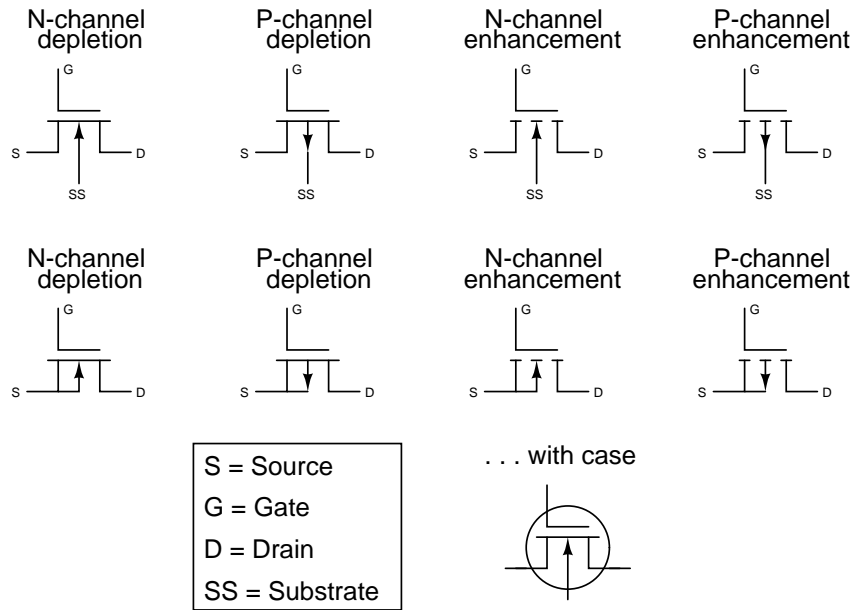 N-channel
depletion
P-channel
depletion
N-channel
enhancement
P-channel
enhancement
G
G
G
G
S
D
S
D
S
D
S
D
SS
SS
SS
SS
N-channel
depletion
P-channel
depletion
N-channel
enhancement
P-channel
enhancement
G
G
G
G
S
D
S
D
S
D
S
D
S = Source
G = Gate
D = Drain
SS = Substrate
. . . with case